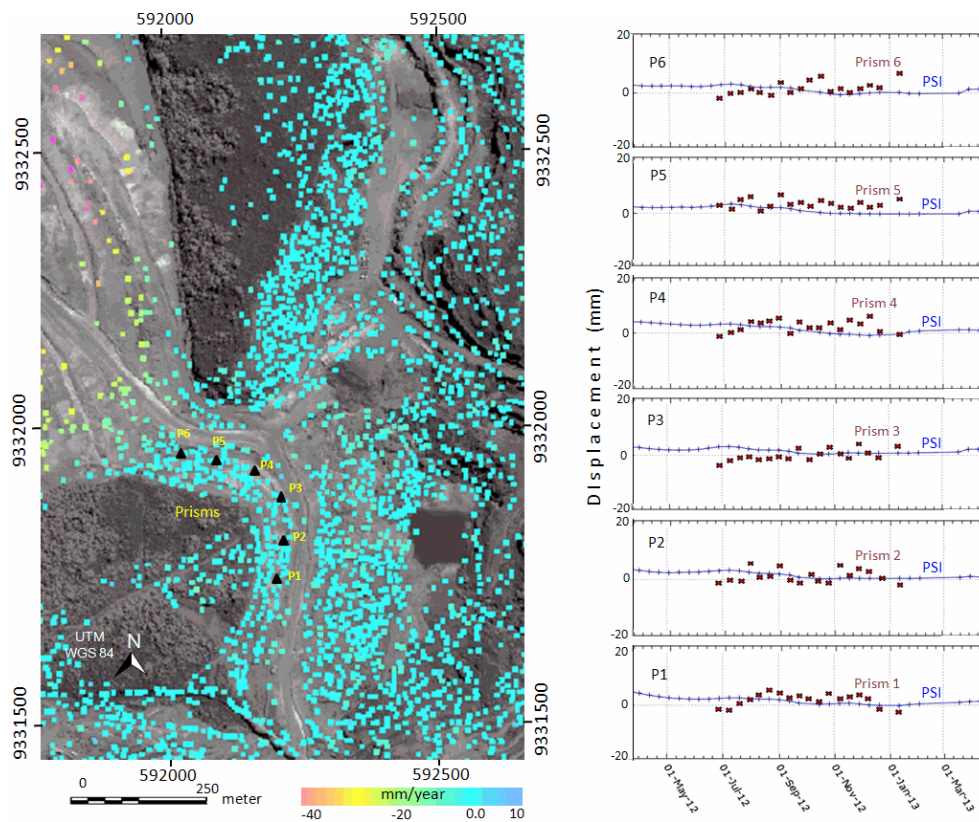 592000 592500
9332500 9332500
9332000 9332000
9331500 9331500
P6
P5
P4
P3
Prisms
P2
P1
UTM
WGS 84
N
592000 592500
0 250 meter
mm/year
-40 -20 0.0 10
Displacement (mm)
20
P6 Prism 6
PSI
0
-20
20
P5 Prism 5
PSI
0
-20
20
P4 Prism 4
PSI
0
-20
20
P3 Prism 3
PSI
0
20
P2 Prism 2
PSI
0
-20
20
P1 Prism 1
PSI
0
-20
01-May-12 01-Jul-12 01-Sep-12 01-Nov-12 01-Jan-13 01-Mar-13